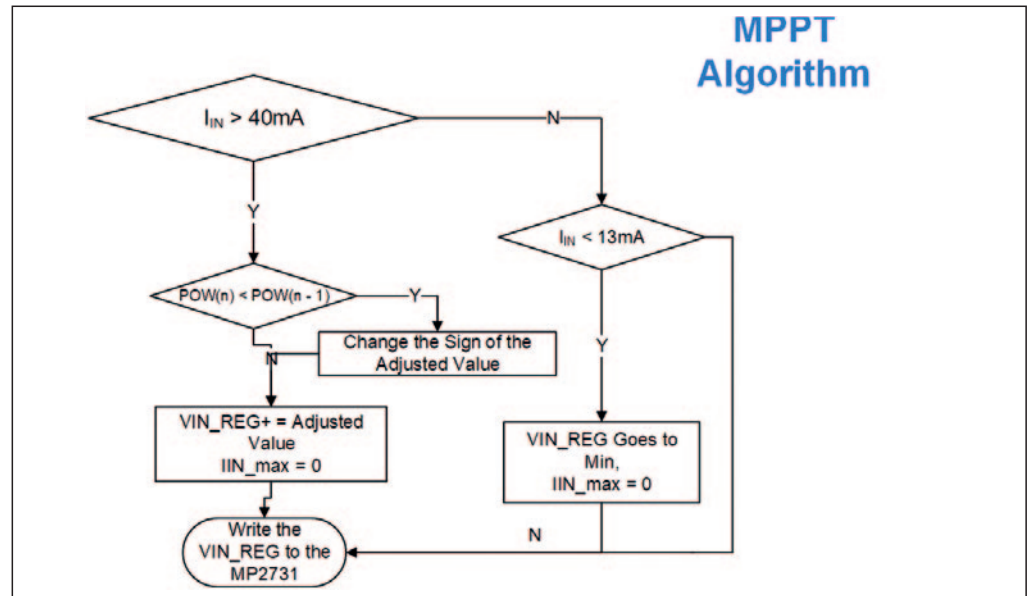 MPPT
Algorithm
I_IN > 40mA
N
Y
I_IN < 13mA
POW(n) < POW(n - 1)
Y
Change the Sign of the
Adjusted Value
N
Y
VIN_REG+ = Adjusted
Value
IIN_max = 0
VIN_REG Goes to
Min,
IIN_max = 0
Write the
VIN_REG to the
MP2731
N